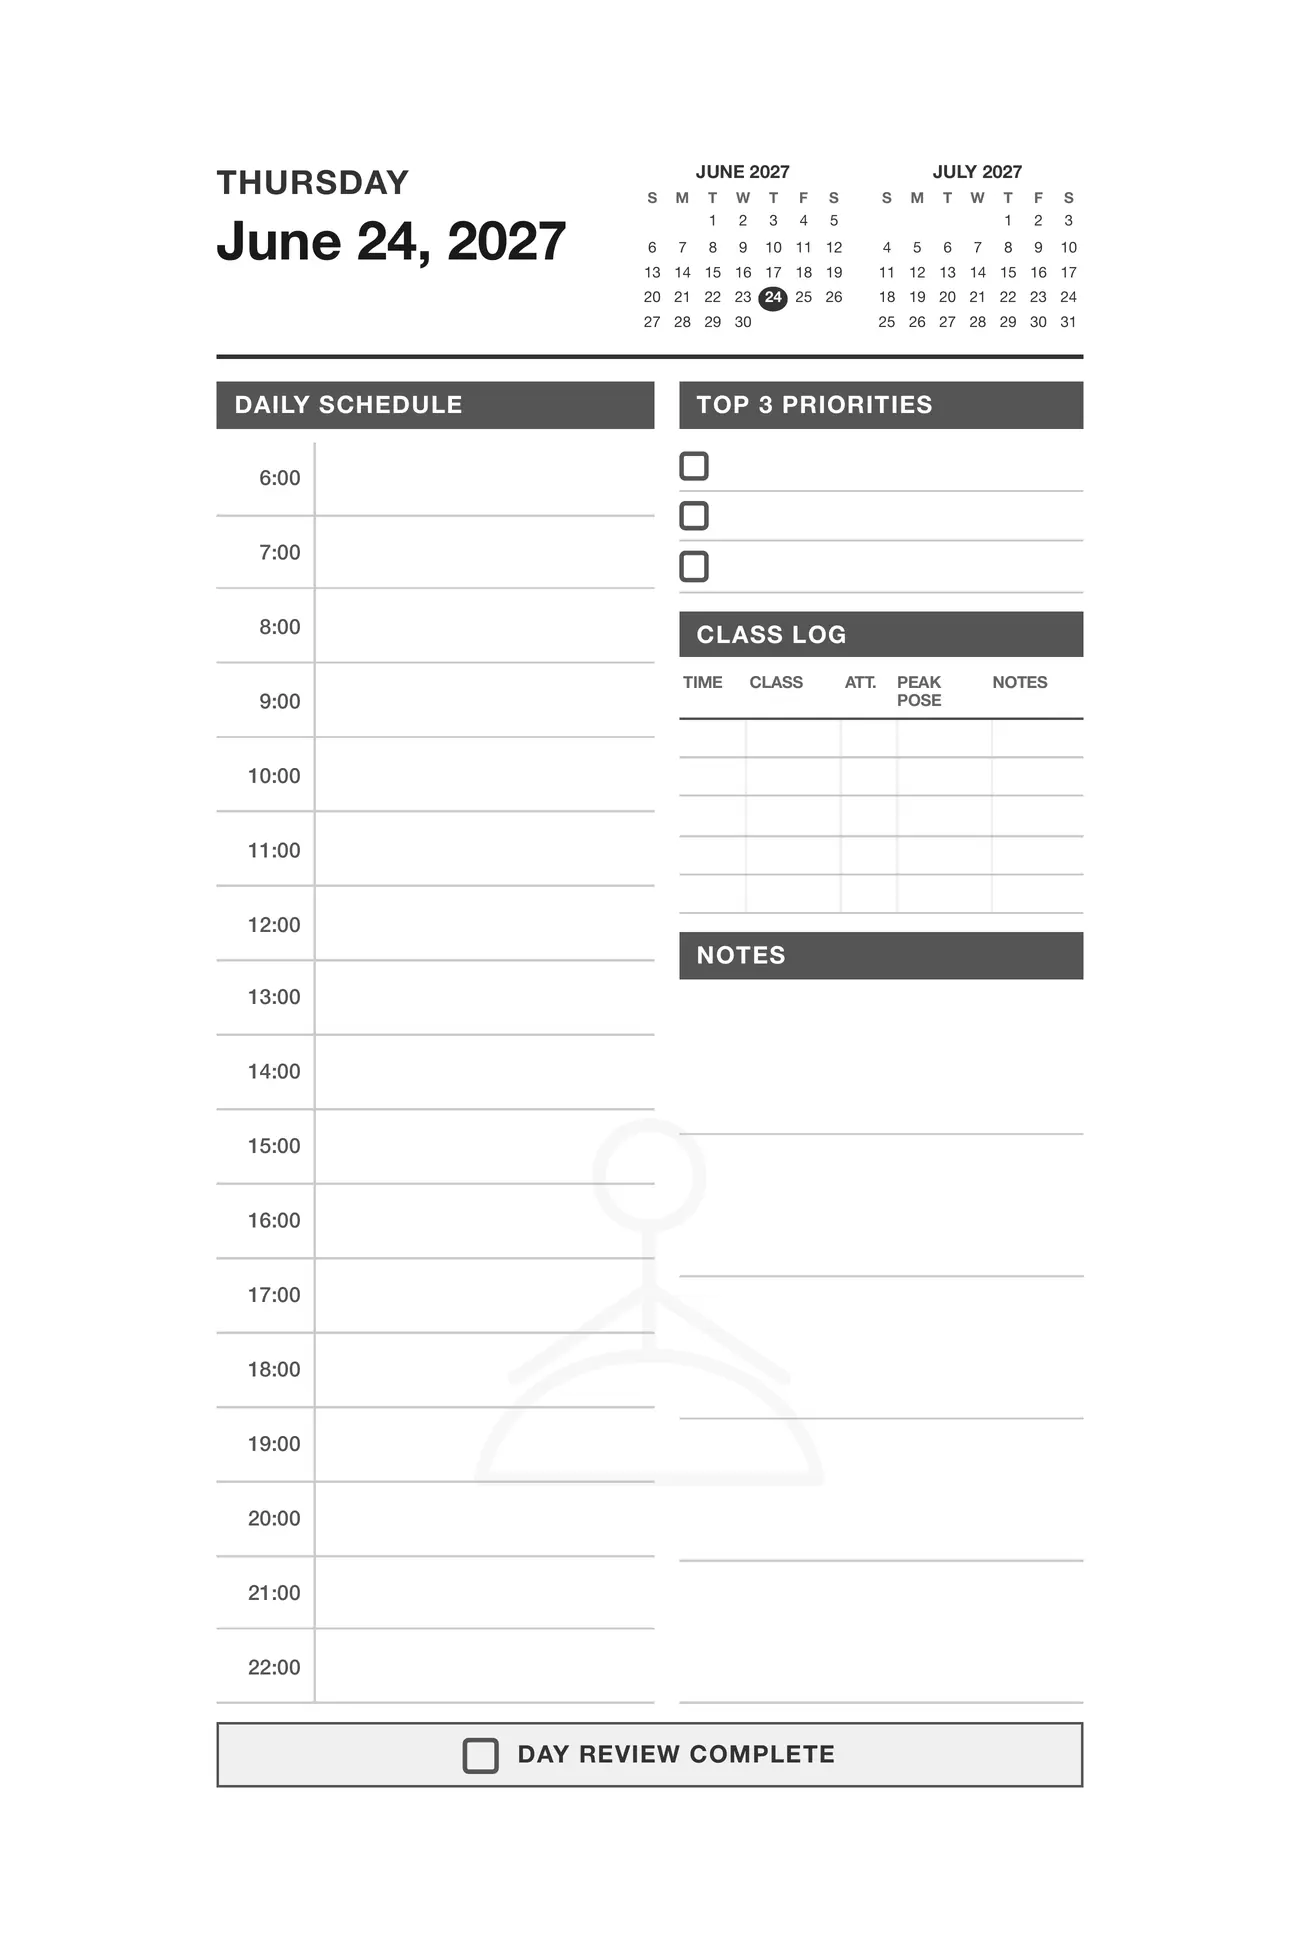 THURSDAY
June 24, 2027
JUNE 2027
S M T W T F S
1 2 3 4 5
6 7 8 9 10 11 12
13 14 15 16 17 18 19
20 21 22 23 24 25 26
27 28 29 30
JULY 2027
S M T W T F S
1 2 3
4 5 6 7 8 9 10
11 12 13 14 15 16 17
18 19 20 21 22 23 24
25 26 27 28 29 30 31
DAILY SCHEDULE
6:00
7:00
8:00
9:00
10:00
11:00
12:00
13:00
14:00
15:00
16:00
17:00
18:00
19:00
20:00
21:00
22:00
TOP 3 PRIORITIES
CLASS LOG
TIME CLASS ATT. PEAK POSE NOTES
NOTES
DAY REVIEW COMPLETE